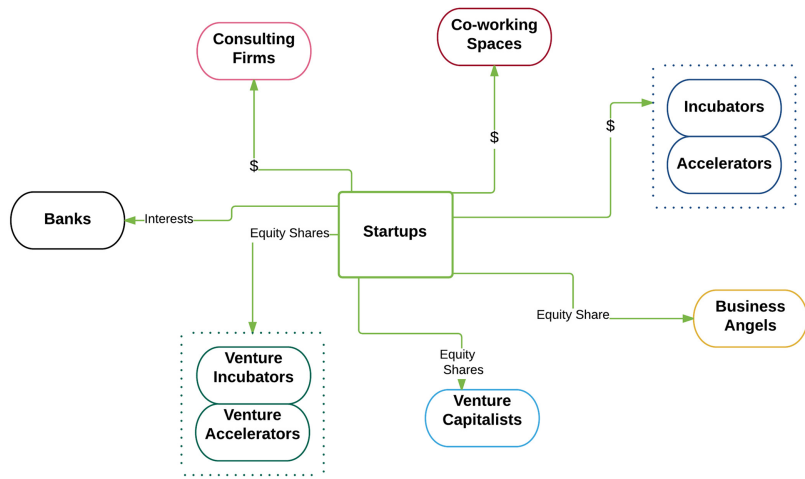 Consulting
Firms
Co-working
Spaces
Incubators
$
$
$
Accelerators
Banks
Interests
Startups
Equity Shares
Business
Angels
Equity Share
Venture
Incubators
Equity
Shares
Venture
Accelerators
Venture
Capitalists